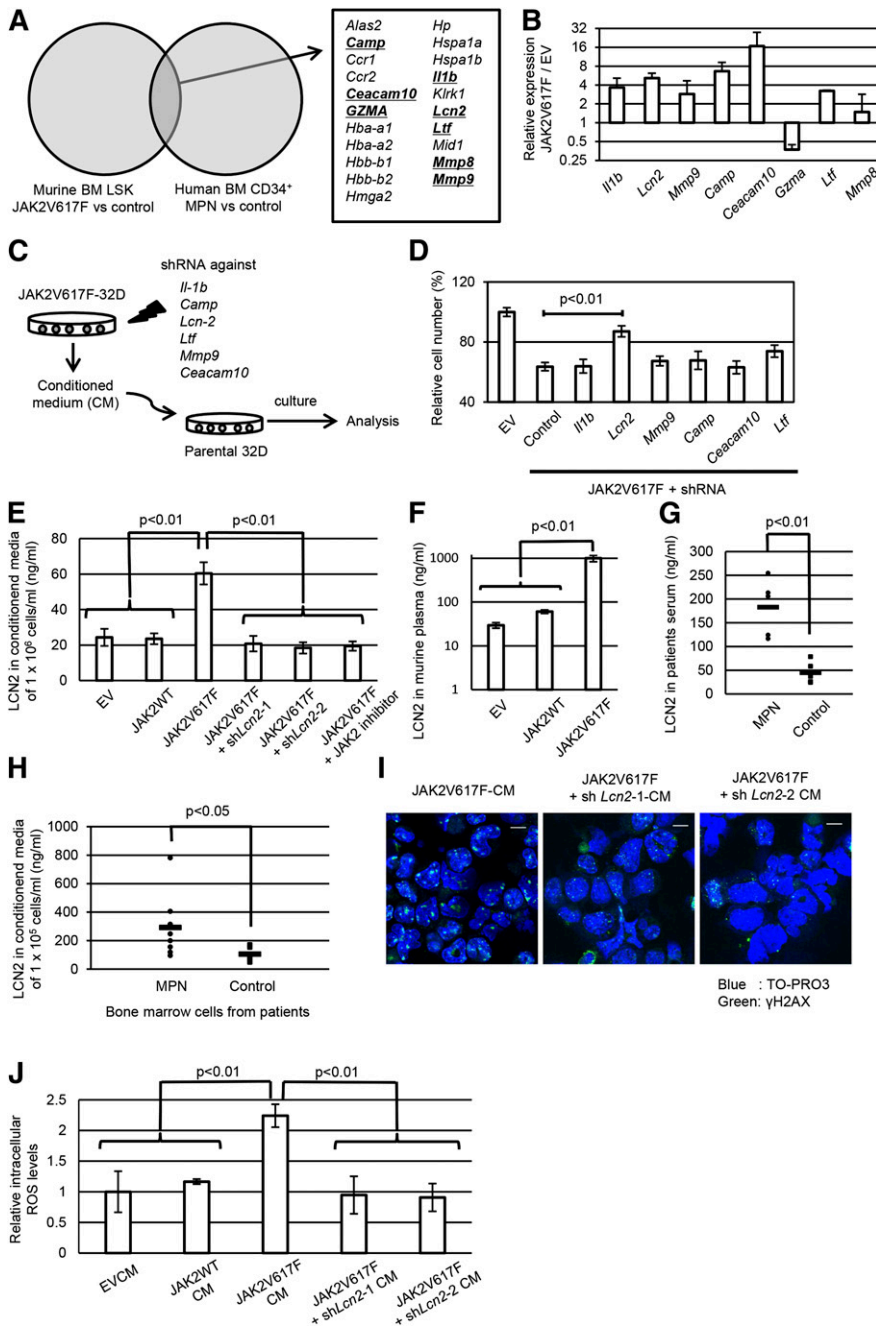 A
Murine BM LSK
JAK2V617F vs control
Human BM CD34+
MPN vs control
Alas2
Camp
Ccr1
Ccr2
Ceacam10
GZMA
Hba-a1
Hba-a2
Hbb-b1
Hbb-b2
Hmga2
Hp
Hspa1a
Hspa1b
Il1b
Klrk1
Lcn2
Ltf
Mid1
Mmp8
Mmp9
B
Relative expression
JAK2V617F / EV
32
16
8
4
2
1
0.5
0.25
Il1b
Lcn2
Mmp9
Camp
Ceacam10
Gzma
Ltf
Mmp8
C
JAK2V617F-32D
shRNA against
Il-1b
Camp
Lcn-2
Ltf
Mmp9
Ceacam10
Conditioned
medium (CM)
culture
Analysis
Parental 32D
D
Relative cell number (%)
120
100
80
60
40
p<0.01
EV
Control
Il1b
Lcn2
Mmp9
Camp
Ceacam10
Ltf
JAK2V617F + shRNA
E
LCN2 in conditionend media
of 1 x 10⁶ cells/ml (ng/ml)
80
60
40
20
0
p<0.01
p<0.01
EV
JAK2WT
JAK2V617F
JAK2V617F
+ shLcn2-1
JAK2V617F
+ shLcn2-2
JAK2V617F
+ JAK2 inhibitor
F
LCN2 in murine plasma (ng/ml)
1000
100
10
1
p<0.01
EV
JAK2WT
JAK2V617F
G
LCN2 in patients serum (ng/ml)
300
250
200
150
100
50
0
p<0.01
MPN
Control
H
LCN2 in conditionend media
of 1 x 10⁵ cells/ml (ng/ml)
1000
800
600
400
200
0
p<0.05
MPN
Control
Bone marrow cells from patients
I
JAK2V617F-CM
JAK2V617F
+ sh Lcn2-1-CM
JAK2V617F
+ sh Lcn2-2 CM
Blue : TO-PRO3
Green: γH2AX
J
Relative intracellular
ROS levels
2.5
2
1.5
1
0.5
0
p<0.01
p<0.01
EVCM
JAK2WT
CM
JAK2V617F
CM
JAK2V617F
+ shLcn2-1 CM
JAK2V617F
+ shLcn2-2 CM